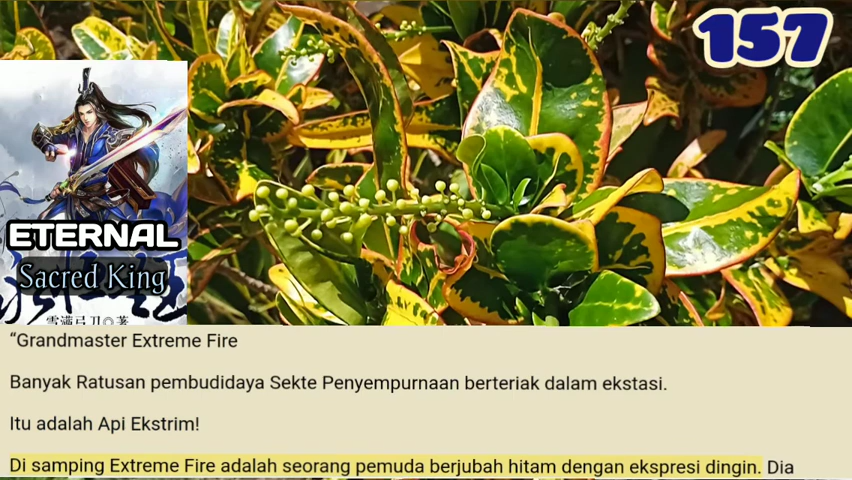 157
ETERNAL
Sacred King
“Grandmaster Extreme Fire
Banyak Ratusan pembudidaya Sekte Penyempurnaan berteriak dalam ekstasi.
Itu adalah Api Ekstrim!
Di samping Extreme Fire adalah seorang pemuda berjubah hitam dengan ekspresi dingin. Dia